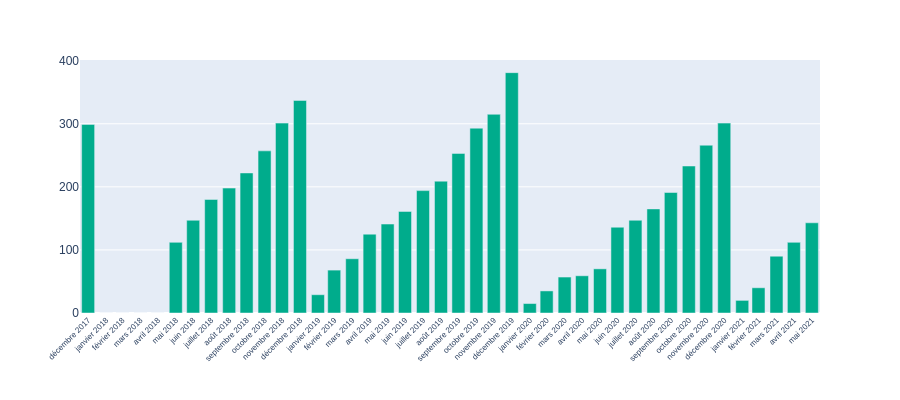 400
300
200
100
0
décembre 2017
janvier 2018
février 2018
mars 2018
avril 2018
mai 2018
juin 2018
juillet 2018
août 2018
septembre 2018
octobre 2018
novembre 2018
décembre 2018
janvier 2019
février 2019
mars 2019
avril 2019
mai 2019
juin 2019
juillet 2019
août 2019
septembre 2019
octobre 2019
novembre 2019
décembre 2019
janvier 2020
février 2020
mars 2020
avril 2020
mai 2020
juin 2020
juillet 2020
août 2020
septembre 2020
octobre 2020
novembre 2020
décembre 2020
janvier 2021
février 2021
mars 2021
avril 2021
mai 2021